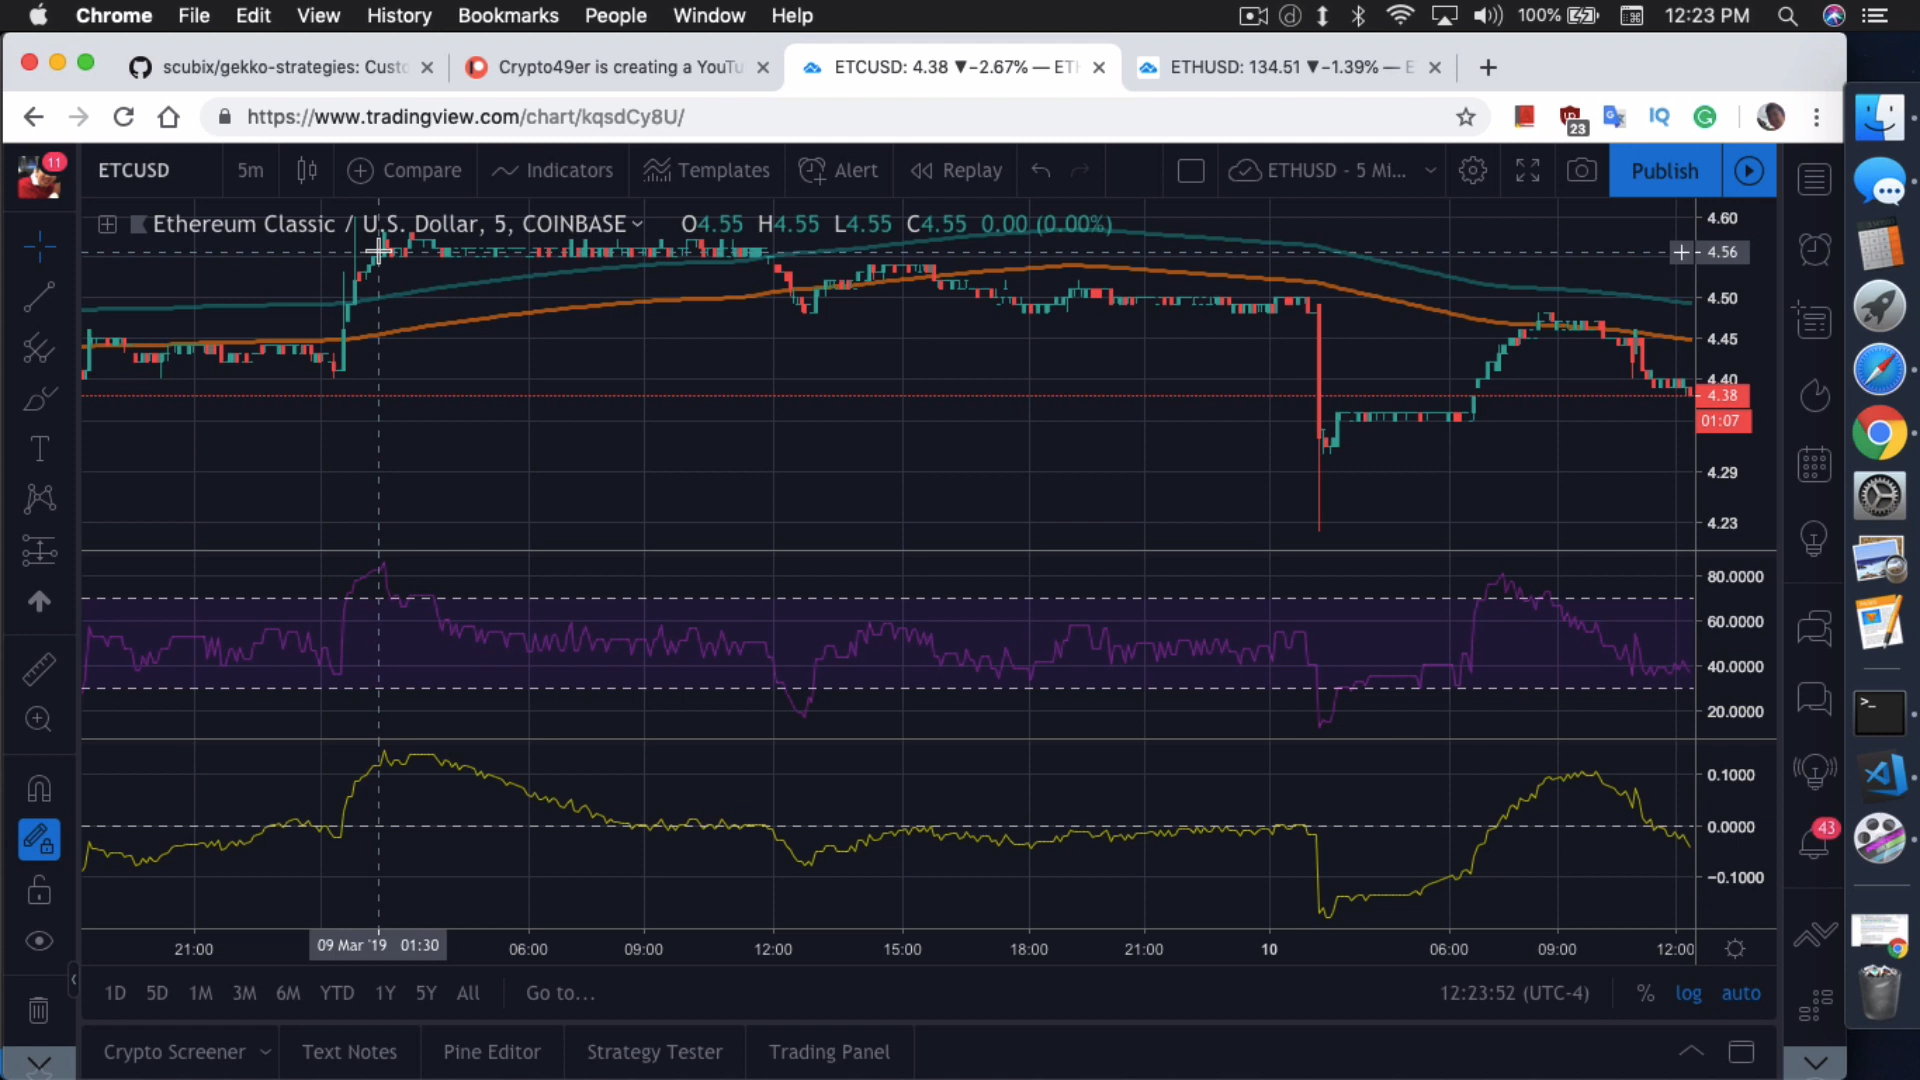 Chrome File Edit View History Bookmarks People Window Help 100% 12:23 PM
scubix/gekko-strategies: Custo Crypto49er is creating a YouTu ETCUSD: 4.38 ▼−2.67% — ETH ETHUSD: 134.51 ▼−1.39% — E
https://www.tradingview.com/chart/kqsdCy8U/ 23 IQ
11 ETCUSD 5m Compare Indicators Templates Alert Replay ETHUSD - 5 Mi... Publish
Ethereum Classic / U.S. Dollar, 5, COINBASE O4.55 H4.55 L4.55 C4.55 0.00 (0.00%)
4.60
4.56
4.50
4.45
4.40
4.38
01:07
4.29
4.23
80.0000
60.0000
40.0000
20.0000
0.1000
0.0000
−0.1000
43
21:00 09 Mar '19 01:30 06:00 09:00 12:00 15:00 18:00 21:00 10 06:00 09:00 12:00
1D 5D 1M 3M 6M YTD 1Y 5Y All Go to... 12:23:52 (UTC-4) % log auto
Crypto Screener Text Notes Pine Editor Strategy Tester Trading Panel